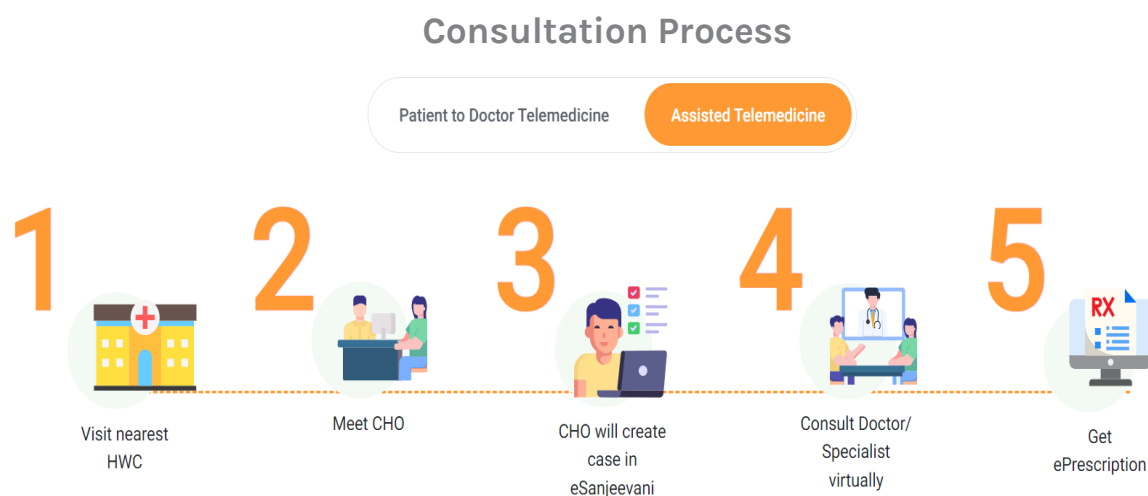 Consultation Process
Patient to Doctor Telemedicine
Assisted Telemedicine
1
Visit nearest
HWC
2
Meet CHO
3
CHO will create
case in
eSanjeevani
4
Consult Doctor/
Specialist
virtually
5
RX
Get
ePrescription